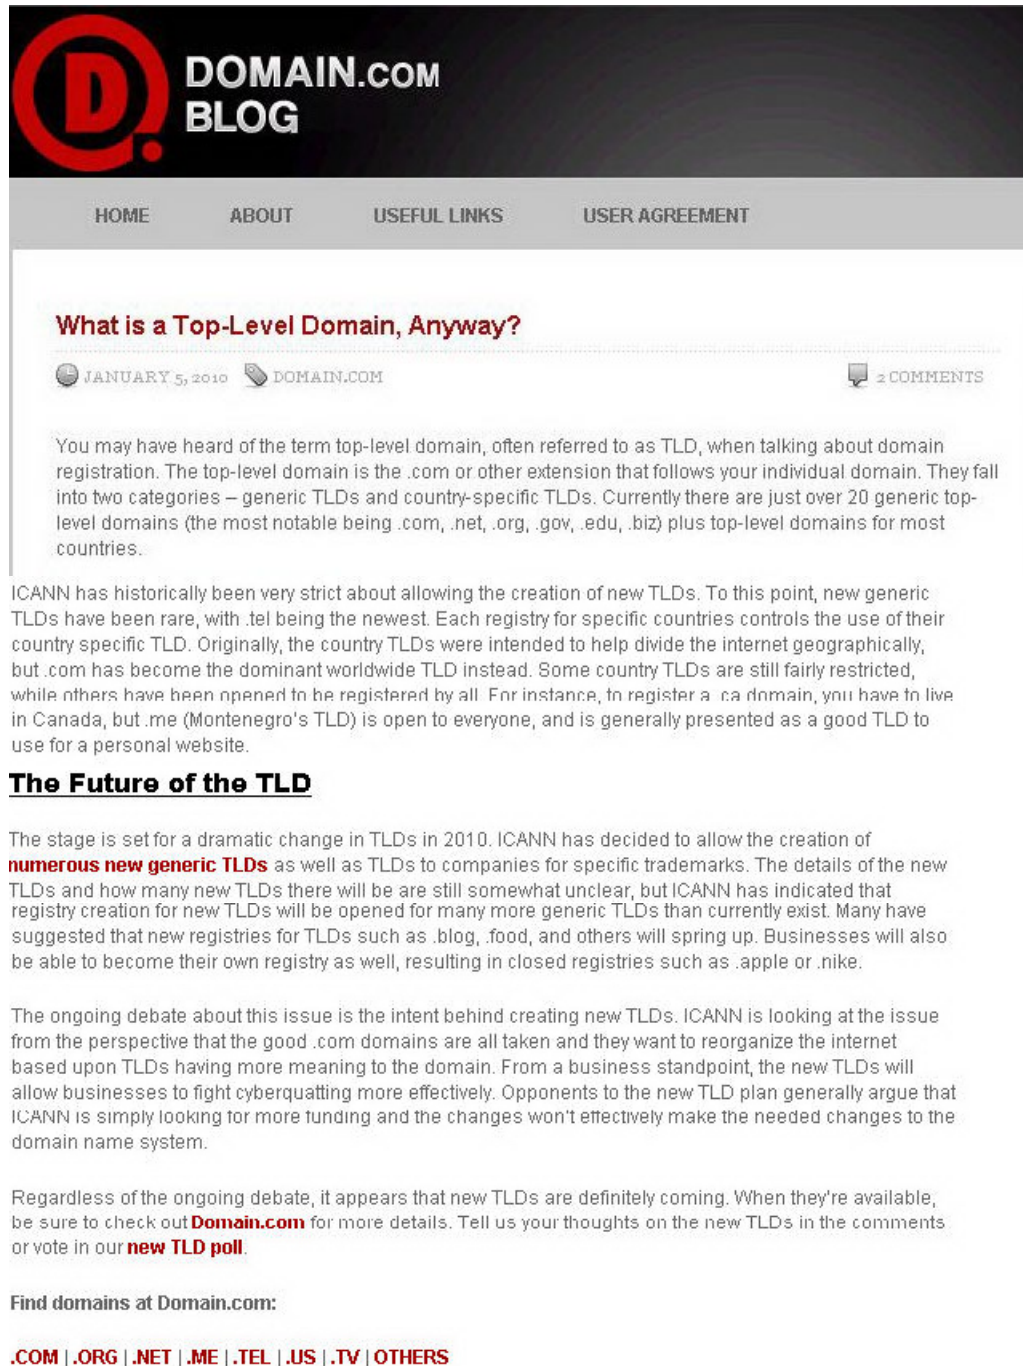 DOMAIN.COM
BLOG
HOME ABOUT USEFUL LINKS USER AGREEMENT
What is a Top-Level Domain, Anyway?
JANUARY 5, 2010 DOMAIN.COM 2 COMMENTS
You may have heard of the term top-level domain, often referred to as TLD, when talking about domain
registration. The top-level domain is the .com or other extension that follows your individual domain. They fall
into two categories – generic TLDs and country-specific TLDs. Currently there are just over 20 generic top-
level domains (the most notable being .com, .net, .org, .gov, .edu, .biz) plus top-level domains for most
countries.
ICANN has historically been very strict about allowing the creation of new TLDs. To this point, new generic
TLDs have been rare, with .tel being the newest. Each registry for specific countries controls the use of their
country specific TLD. Originally, the country TLDs were intended to help divide the internet geographically,
but .com has become the dominant worldwide TLD instead. Some country TLDs are still fairly restricted,
while others have been opened to be registered by all. For instance, to register a .ca domain, you have to live
in Canada, but .me (Montenegro's TLD) is open to everyone, and is generally presented as a good TLD to
use for a personal website.
The Future of the TLD
The stage is set for a dramatic change in TLDs in 2010. ICANN has decided to allow the creation of
numerous new generic TLDs as well as TLDs to companies for specific trademarks. The details of the new
TLDs and how many new TLDs there will be are still somewhat unclear, but ICANN has indicated that
registry creation for new TLDs will be opened for many more generic TLDs than currently exist. Many have
suggested that new registries for TLDs such as .blog, .food, and others will spring up. Businesses will also
be able to become their own registry as well, resulting in closed registries such as .apple or .nike.
The ongoing debate about this issue is the intent behind creating new TLDs. ICANN is looking at the issue
from the perspective that the good .com domains are all taken and they want to reorganize the internet
based upon TLDs having more meaning to the domain. From a business standpoint, the new TLDs will
allow businesses to fight cyberquatting more effectively. Opponents to the new TLD plan generally argue that
ICANN is simply looking for more funding and the changes won't effectively make the needed changes to the
domain name system.
Regardless of the ongoing debate, it appears that new TLDs are definitely coming. When they're available,
be sure to check out Domain.com for more details. Tell us your thoughts on the new TLDs in the comments
or vote in our new TLD poll.
Find domains at Domain.com:
.COM | .ORG | .NET | .ME | .TEL | .US | .TV | OTHERS